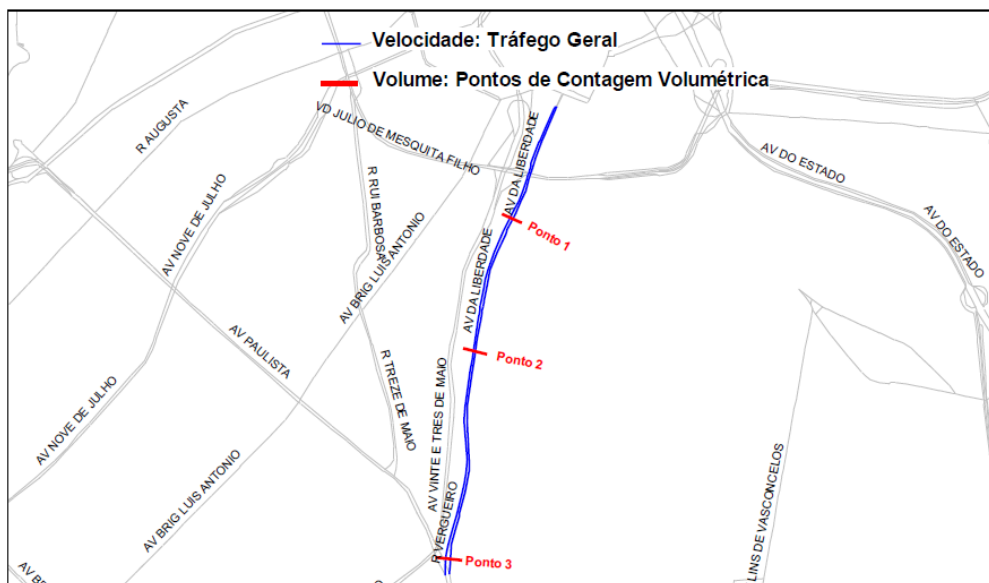 Velocidade: Tráfego Geral
Volume: Pontos de Contagem Volumétrica
R AUGUSTA
VD JULIO DE MESQUITA FILHO
AV DA LIBERDADE
AV DO ESTADO
AV NOVE DE JULHO
R RUI BARBOSA
AV BRIG LUIS ANTONIO
Ponto 1
AV DO ESTADO
AV DA LIBERDADE
AV PAULISTA
Ponto 2
R TREZE DE MAIO
AV VINTE E TRES DE MAIO
AV NOVE DE JULHO
AV BRIG LUIS ANTONIO
R VERGUEIRO
LINS DE VASCONCELOS
Ponto 3